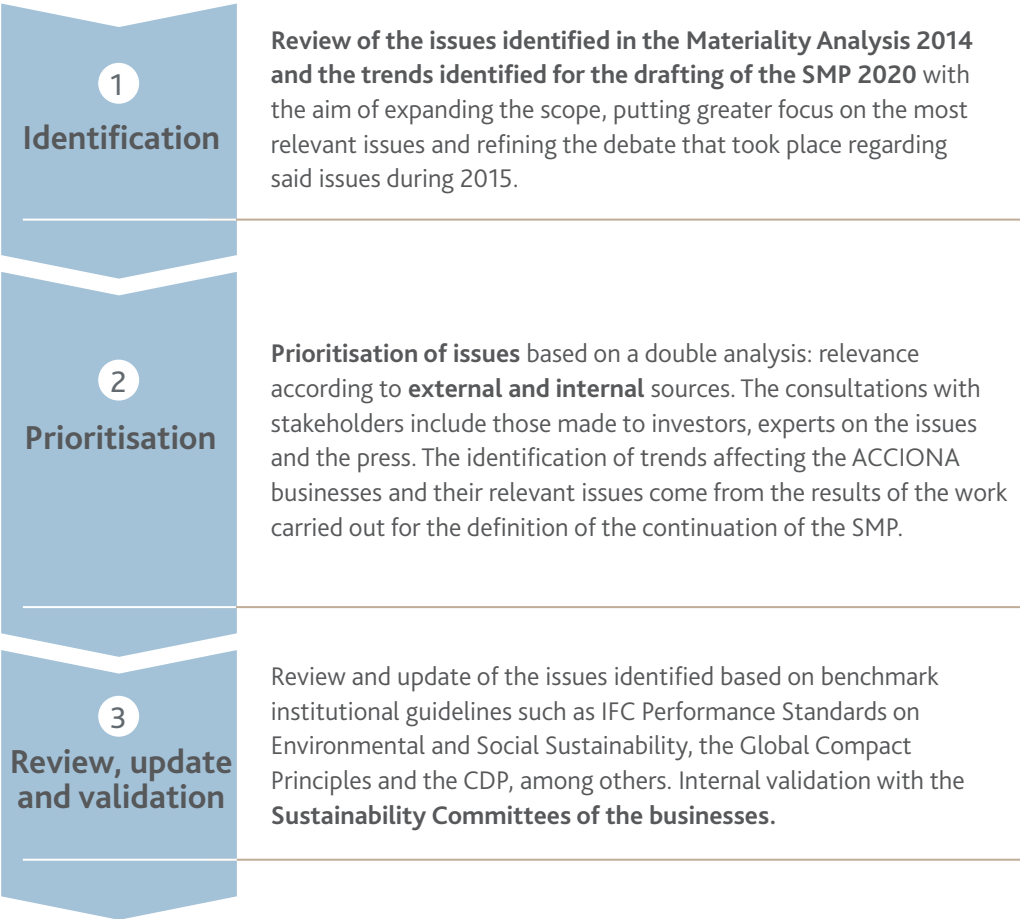 1
Identification
Review of the issues identified in the Materiality Analysis 2014
and the trends identified for the drafting of the SMP 2020 with
the aim of expanding the scope, putting greater focus on the most
relevant issues and refining the debate that took place regarding
said issues during 2015.
2
Prioritisation
Prioritisation of issues based on a double analysis: relevance
according to external and internal sources. The consultations with
stakeholders include those made to investors, experts on the issues
and the press. The identification of trends affecting the ACCIONA
businesses and their relevant issues come from the results of the work
carried out for the definition of the continuation of the SMP.
3
Review, update
and validation
Review and update of the issues identified based on benchmark
institutional guidelines such as IFC Performance Standards on
Environmental and Social Sustainability, the Global Compact
Principles and the CDP, among others. Internal validation with the
Sustainability Committees of the businesses.